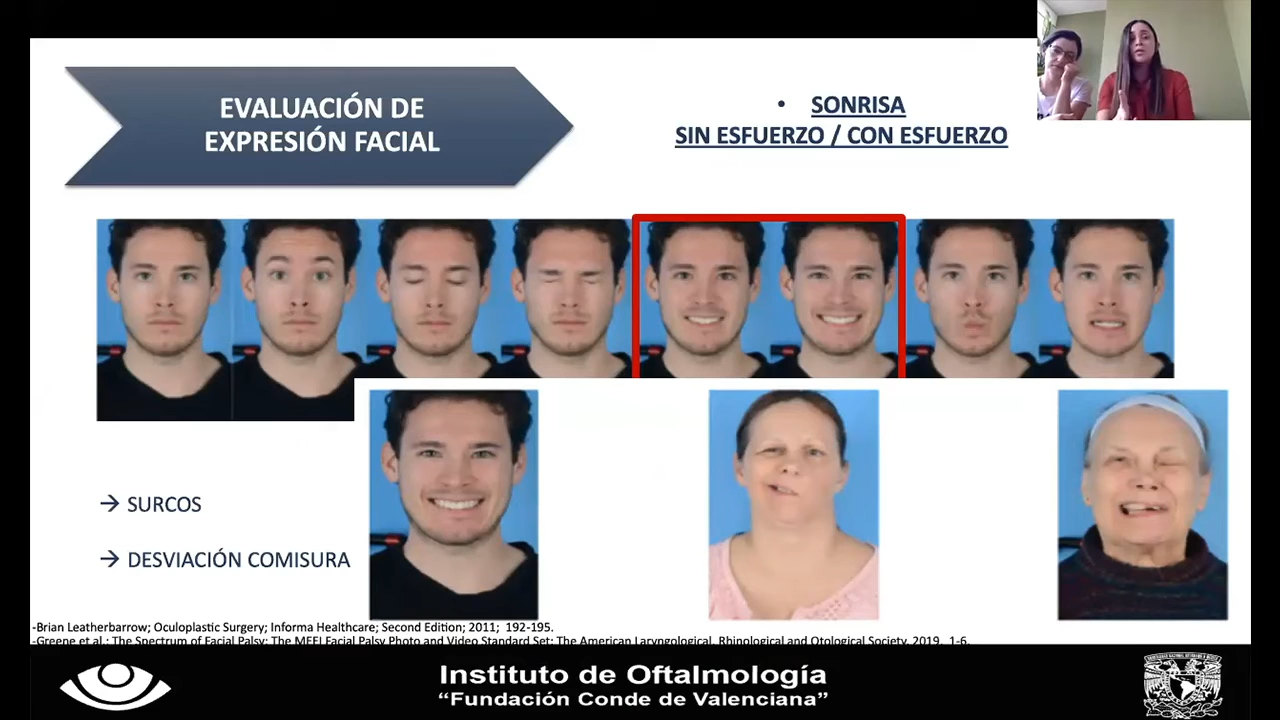 EVALUACIÓN DE
EXPRESIÓN FACIAL
• SONRISA
SIN ESFUERZO / CON ESFUERZO
→ SURCOS
→ DESVIACIÓN COMISURA
-Brian Leatherbarrow; Oculoplastic Surgery; Informa Healthcare; Second Edition; 2011; 192-195.
-Greene et al.; The Spectrum of Facial Palsy: The MEEI Facial Palsy Photo and Video Standard Set; The American Laryngological, Rhinological and Otological Society, 2019, 1-6.
Instituto de Oftalmología
“Fundación Conde de Valenciana”